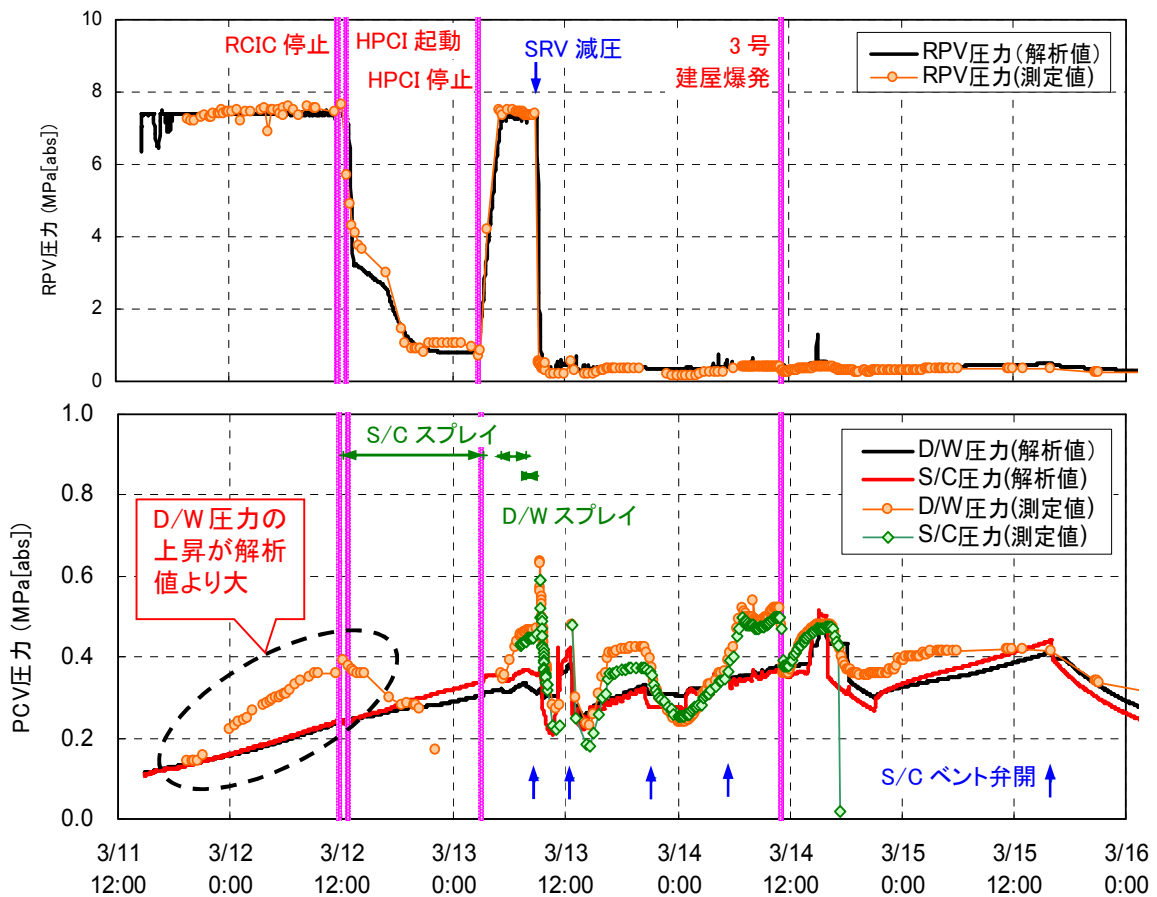 10
8
6
4
2
0
RPV圧力 (MPa[abs])
RCIC 停止
HPCI 起動
HPCI 停止
SRV 減圧
3 号
建屋爆発
RPV圧力(解析値)
RPV圧力(測定値)
1.0
0.8
0.6
0.4
0.2
0.0
PCV圧力 (MPa[abs])
S/C スプレイ
D/W スプレイ
D/W 圧力の
上昇が解析
値より大
D/W圧力(解析値)
S/C圧力(解析値)
D/W圧力(測定値)
S/C圧力(測定値)
S/C ベント弁開
3/11 3/12 3/12 3/13 3/13 3/14 3/14 3/15 3/15 3/16
12:00 0:00 12:00 0:00 12:00 0:00 12:00 0:00 12:00 0:00